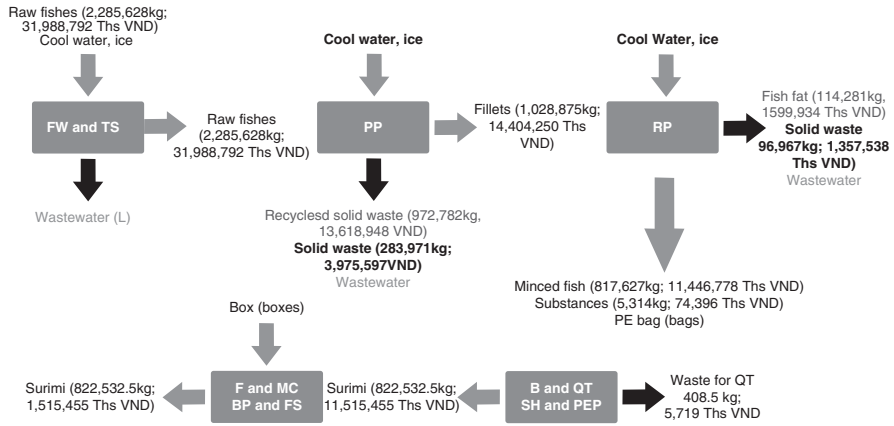 Raw fishes (2,285,628kg;
31,988,792 Ths VND)
Cool water, ice
Cool water, ice
Cool Water, ice
FW and TS
Raw fishes
(2,285,628kg;
31,988,792 Ths VND)
PP
Fillets (1,028,875kg;
14,404,250 Ths
VND)
RP
Fish fat (114,281kg,
1599,934 Ths VND)
Solid waste
96,967kg; 1,357,538
Ths VND)
Wastewater
Wastewater (L)
Recyclesd solid waste (972,782kg,
13,618,948 VND)
Solid waste (283,971kg;
3,975,597VND)
Wastewater
Minced fish (817,627kg; 11,446,778 Ths VND)
Substances (5,314kg; 74,396 Ths VND)
PE bag (bags)
Box (boxes)
Surimi (822,532.5kg;
1,515,455 Ths VND)
F and MC
BP and FS
Surimi (822,532.5kg;
11,515,455 Ths VND)
B and QT
SH and PEP
Waste for QT
408.5 kg;
5,719 Ths VND